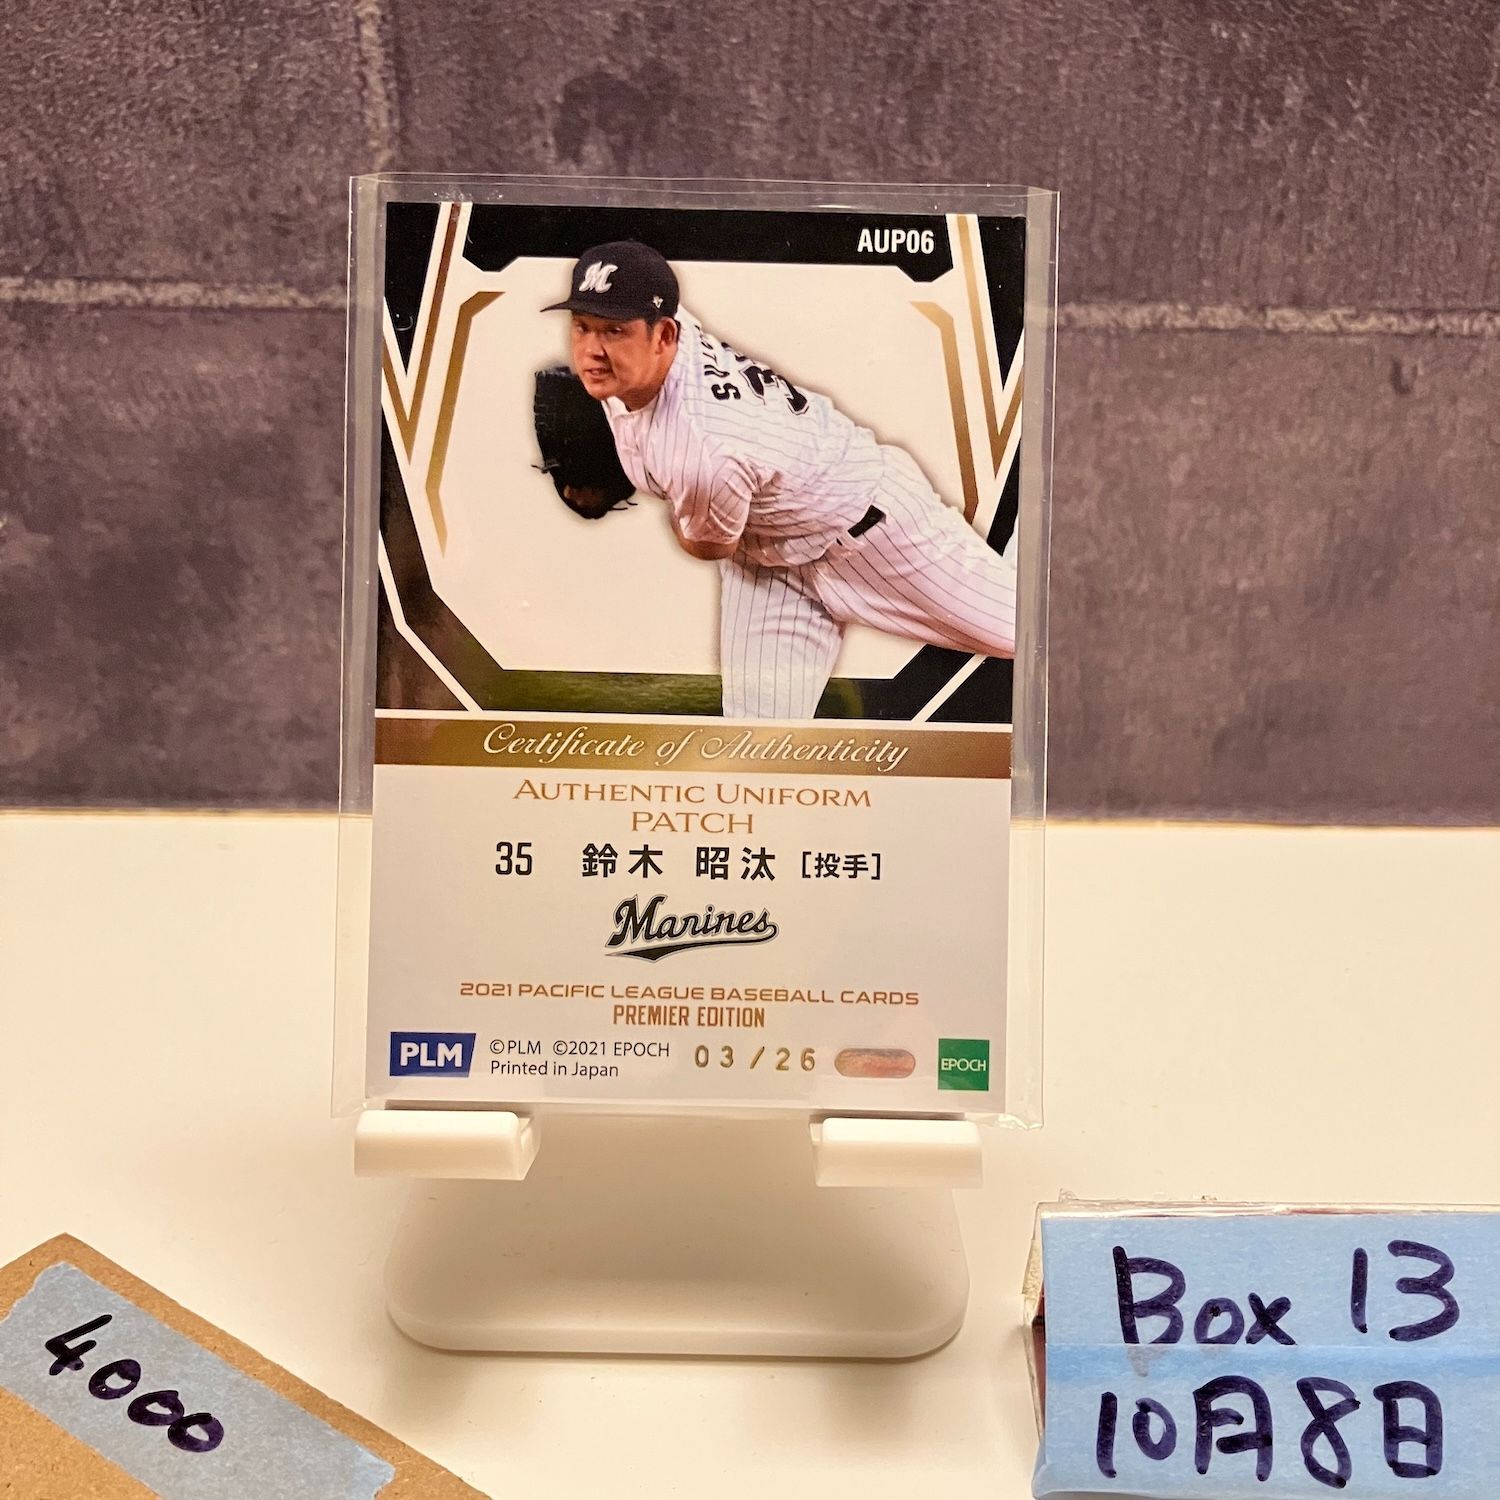 AUP06
Certificate of Authenticity
AUTHENTIC UNIFORM
PATCH
35 鈴木 昭汰 [投手]
Marines
2021 PACIFIC LEAGUE BASEBALL CARDS
PREMIER EDITION
PLM ©PLM ©2021 EPOCH 03/26 EPOCH
Printed in Japan
4000
Box 13
10月8日